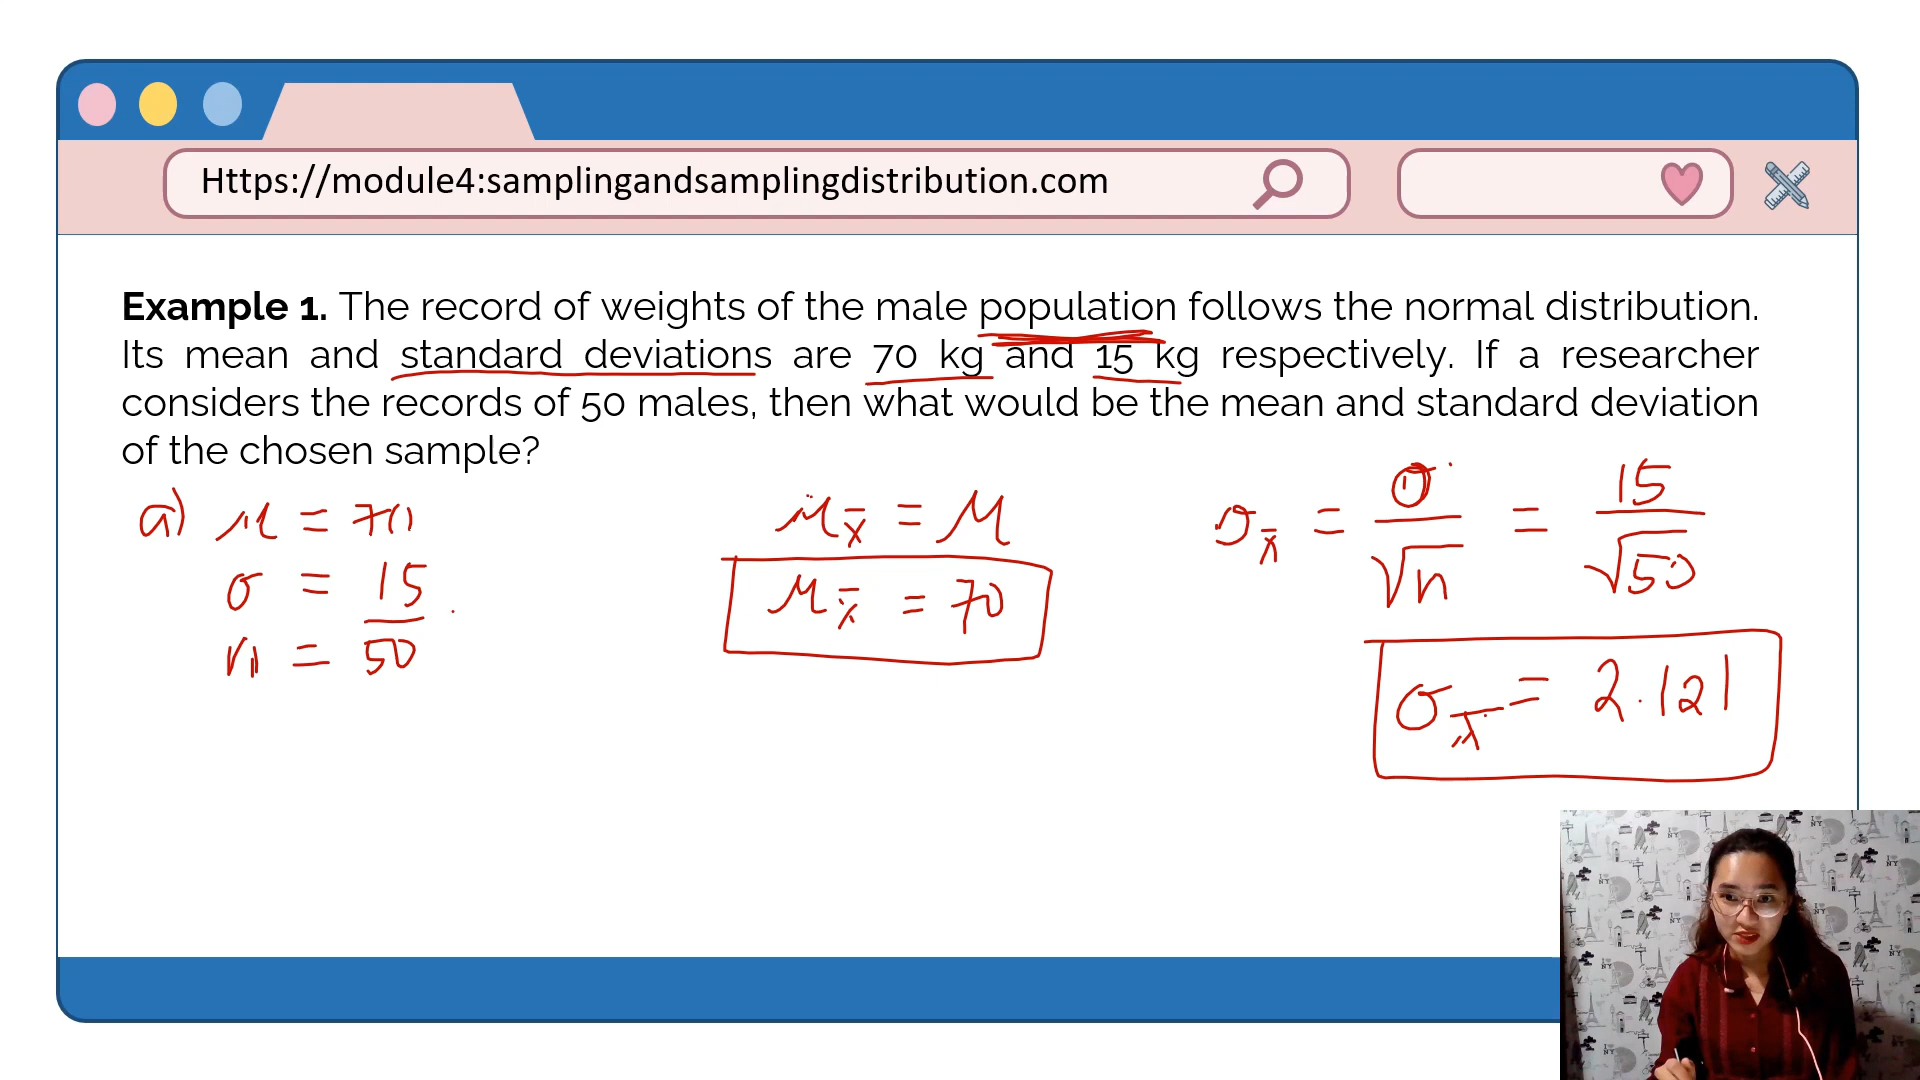 Https://module4:samplingandsamplingdistribution.com
Example 1. The record of weights of the male population follows the normal distribution.
Its mean and standard deviations are 70 kg and 15 kg respectively. If a researcher
considers the records of 50 males, then what would be the mean and standard deviation
of the chosen sample?
a) μ = 70
σ = 15
n = 50
μx̄ = μ
μx̄ = 70
σx̄ = σ/√n = 15/√50
σx̄ = 2.121